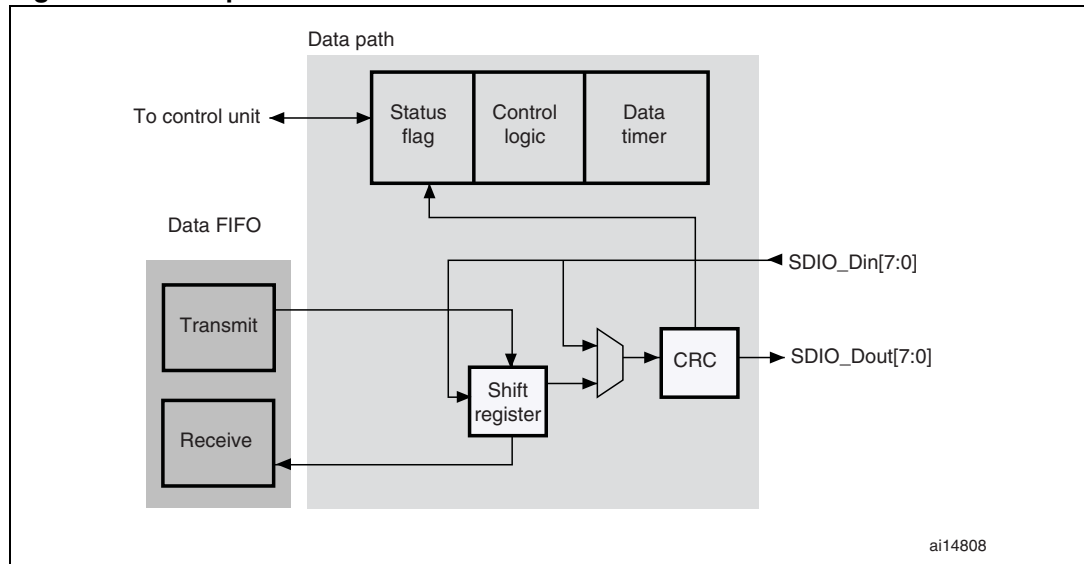 Data path
To control unit
Status
flag
Control
logic
Data
timer
Data FIFO
SDIO_Din[7:0]
Transmit
SDIO_Dout[7:0]
CRC
Shift
register
Receive
ai14808